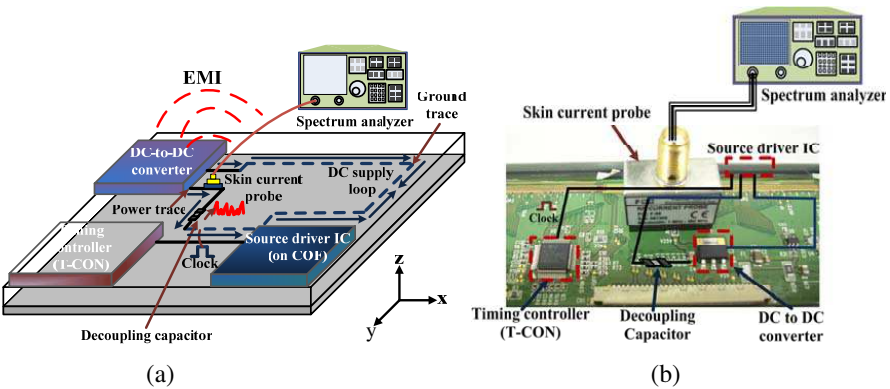 EMI
Spectrum analyzer
Ground
trace
DC-to-DC
converter
Skin current
probe
DC supply
loop
Power trace
controller
(T-CON)
Clock
Source driver IC
(on COF)
Decoupling capacitor
z
x
y
(a)
Spectrum analyzer
Skin current probe
Source driver IC
CURRENT PROBE
Clock
Timing controller
(T-CON)
Decoupling
Capacitor
DC to DC
converter
(b)